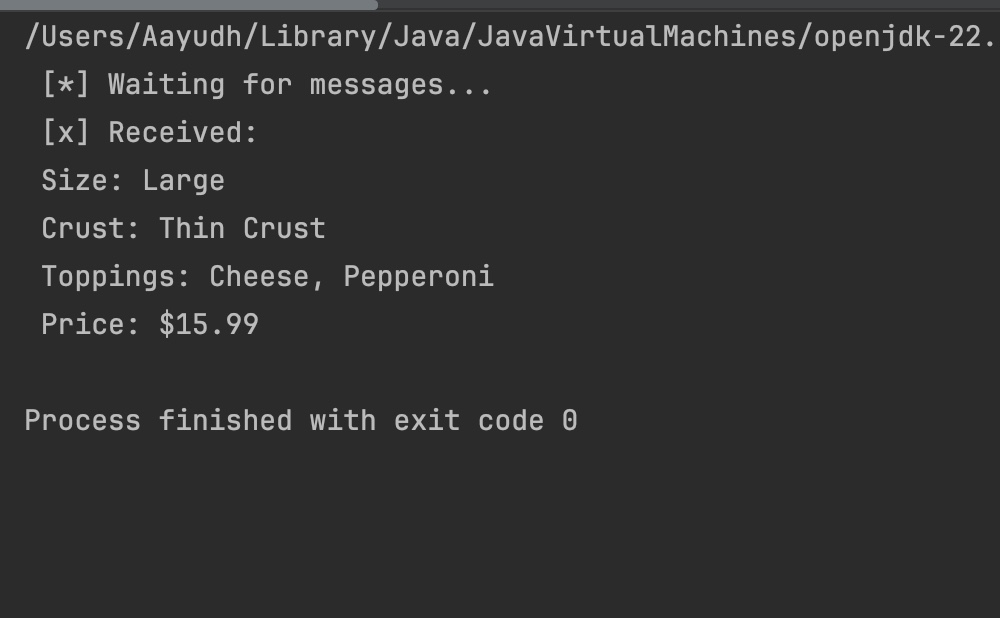 /Users/Aayudh/Library/Java/JavaVirtualMachines/openjdk-22.
[*] Waiting for messages...
[x] Received:
Size: Large
Crust: Thin Crust
Toppings: Cheese, Pepperoni
Price: $15.99
Process finished with exit code 0